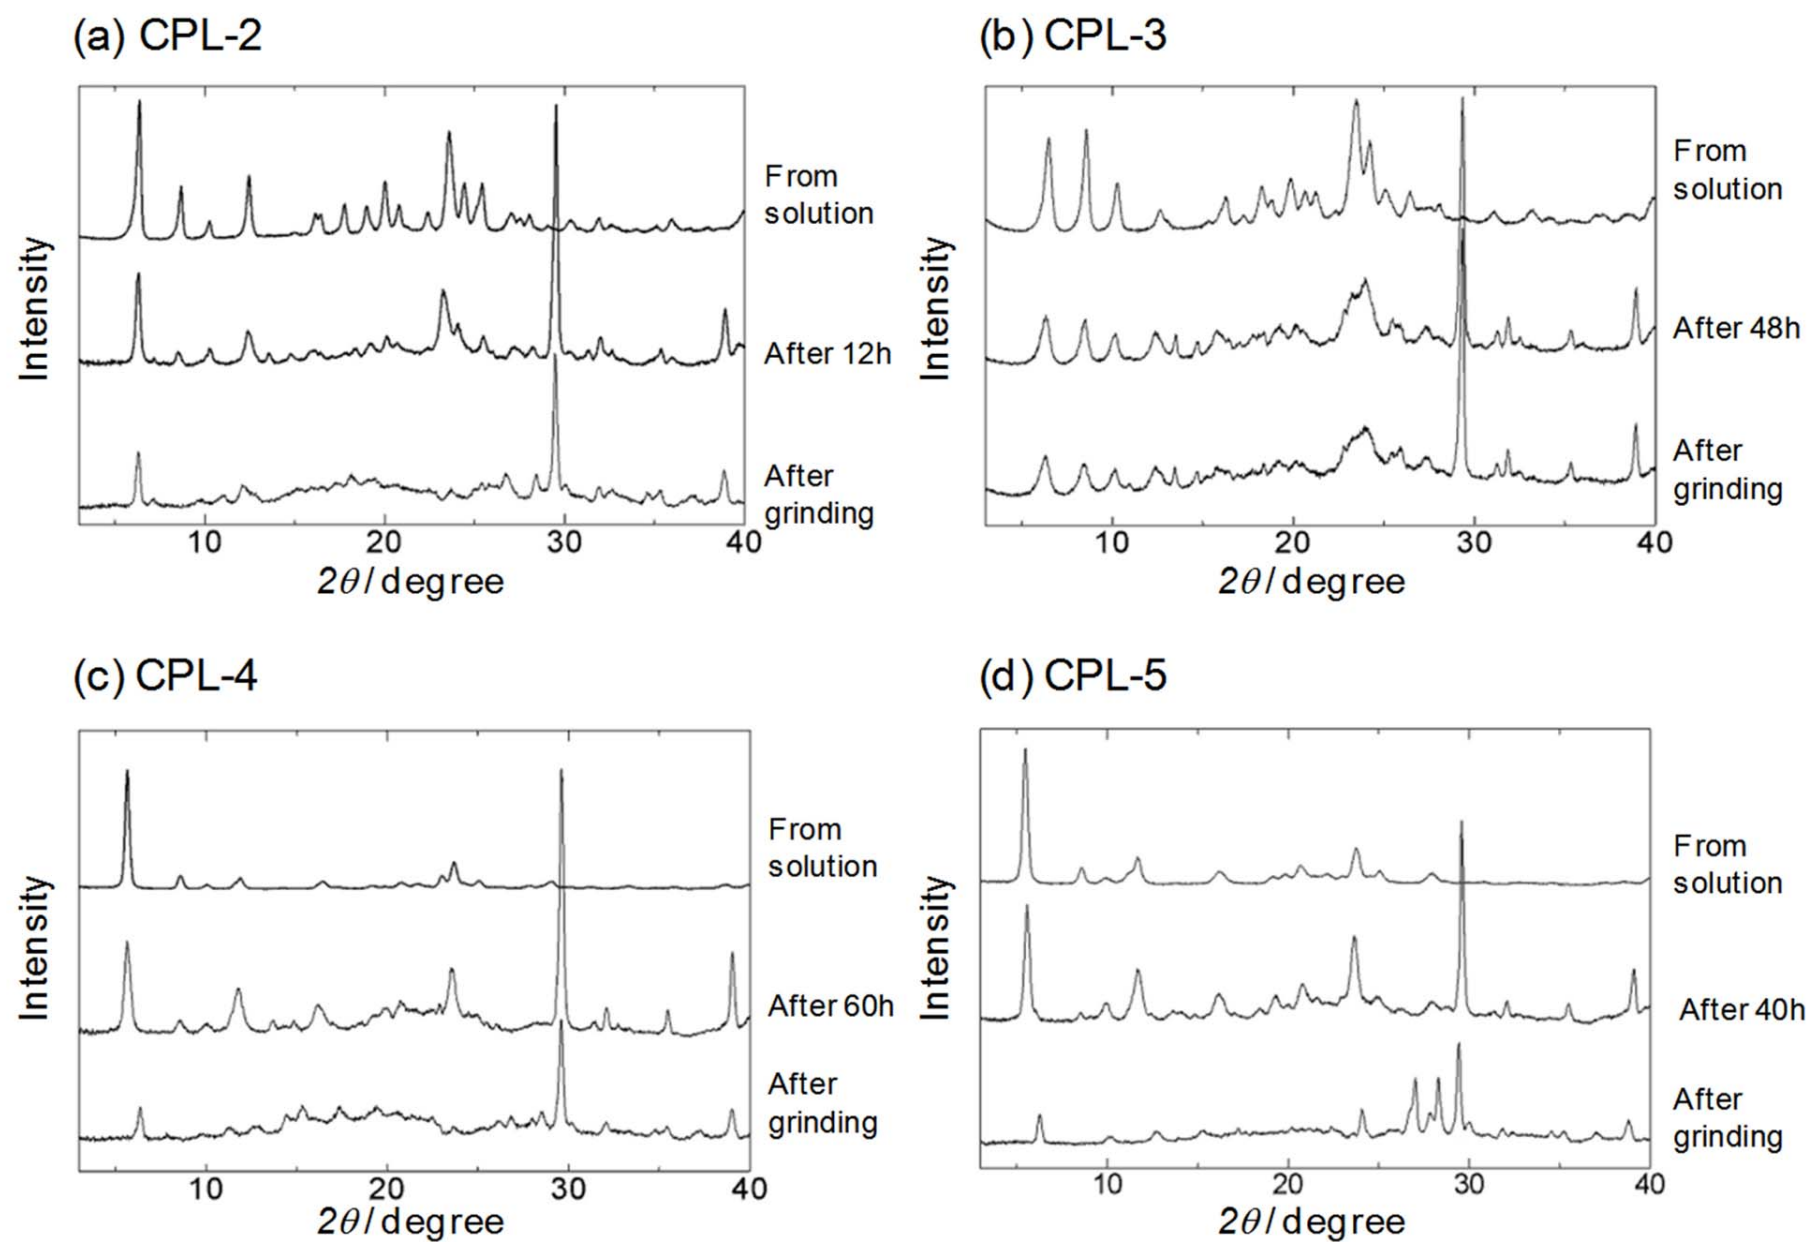 (a) CPL-2
Intensity
From
solution
After 12h
After
grinding
10 20 30 40
2θ/degree
(b) CPL-3
Intensity
From
solution
After 48h
After
grinding
10 20 30 40
2θ/degree
(c) CPL-4
Intensity
From
solution
After 60h
After
grinding
10 20 30 40
2θ/degree
(d) CPL-5
Intensity
From
solution
After 40h
After
grinding
10 20 30 40
2θ/degree